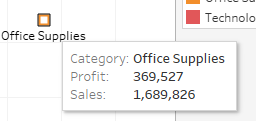 Technolo
Office Supplies
Category: Office Supplies
Profit: 369,527
Sales: 1,689,826